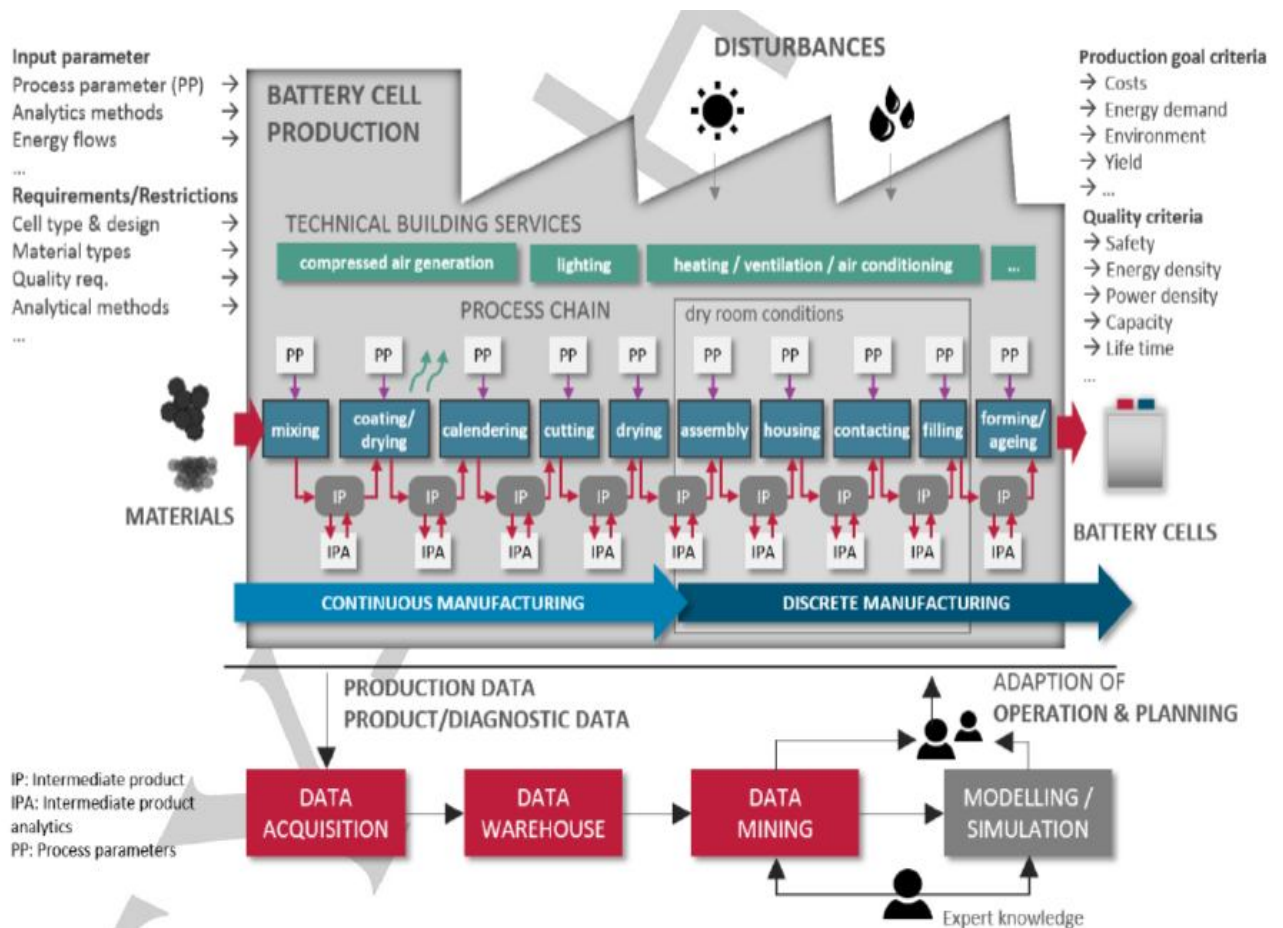 Input parameter
Process parameter (PP)
Analytics methods
Energy flows
...
Requirements/Restrictions
Cell type & design
Material types
Quality req.
Analytical methods
...
MATERIALS
BATTERY CELL
PRODUCTION
DISTURBANCES
TECHNICAL BUILDING SERVICES
compressed air generation
lighting
heating / ventilation / air conditioning
...
PROCESS CHAIN
dry room conditions
PP PP PP PP PP PP PP PP PP PP
mixing
coating/
drying
calendering
cutting
drying
assembly
housing
contacting
filling
forming/
ageing
IP IP IP IP IP IP IP IP IP
IPA IPA IPA IPA IPA IPA IPA IPA IPA
CONTINUOUS MANUFACTURING
DISCRETE MANUFACTURING
Production goal criteria
→ Costs
→ Energy demand
→ Environment
→ Yield
→ ...
Quality criteria
→ Safety
→ Energy density
→ Power density
→ Capacity
→ Life time
...
BATTERY CELLS
PRODUCTION DATA
PRODUCT/DIAGNOSTIC DATA
ADAPTION OF
OPERATION & PLANNING
IP: Intermediate product
IPA: Intermediate product
analytics
PP: Process parameters
DATA
ACQUISITION
DATA
WAREHOUSE
DATA
MINING
MODELLING /
SIMULATION
Expert knowledge